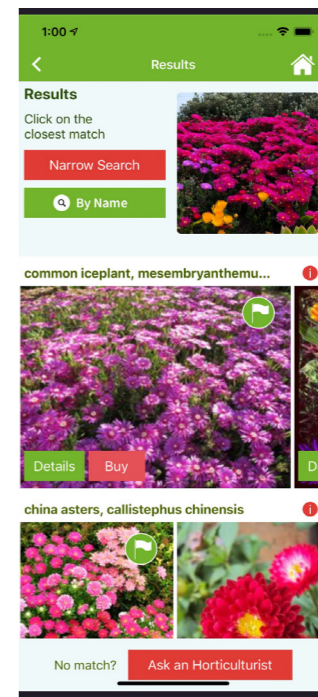 1:00
Results
Results
Click on the
closest match
Narrow Search
By Name
common iceplant, mesembryanthemu...
Details
Buy
D
china asters, callistephus chinensis
No match?
Ask an Horticulturist